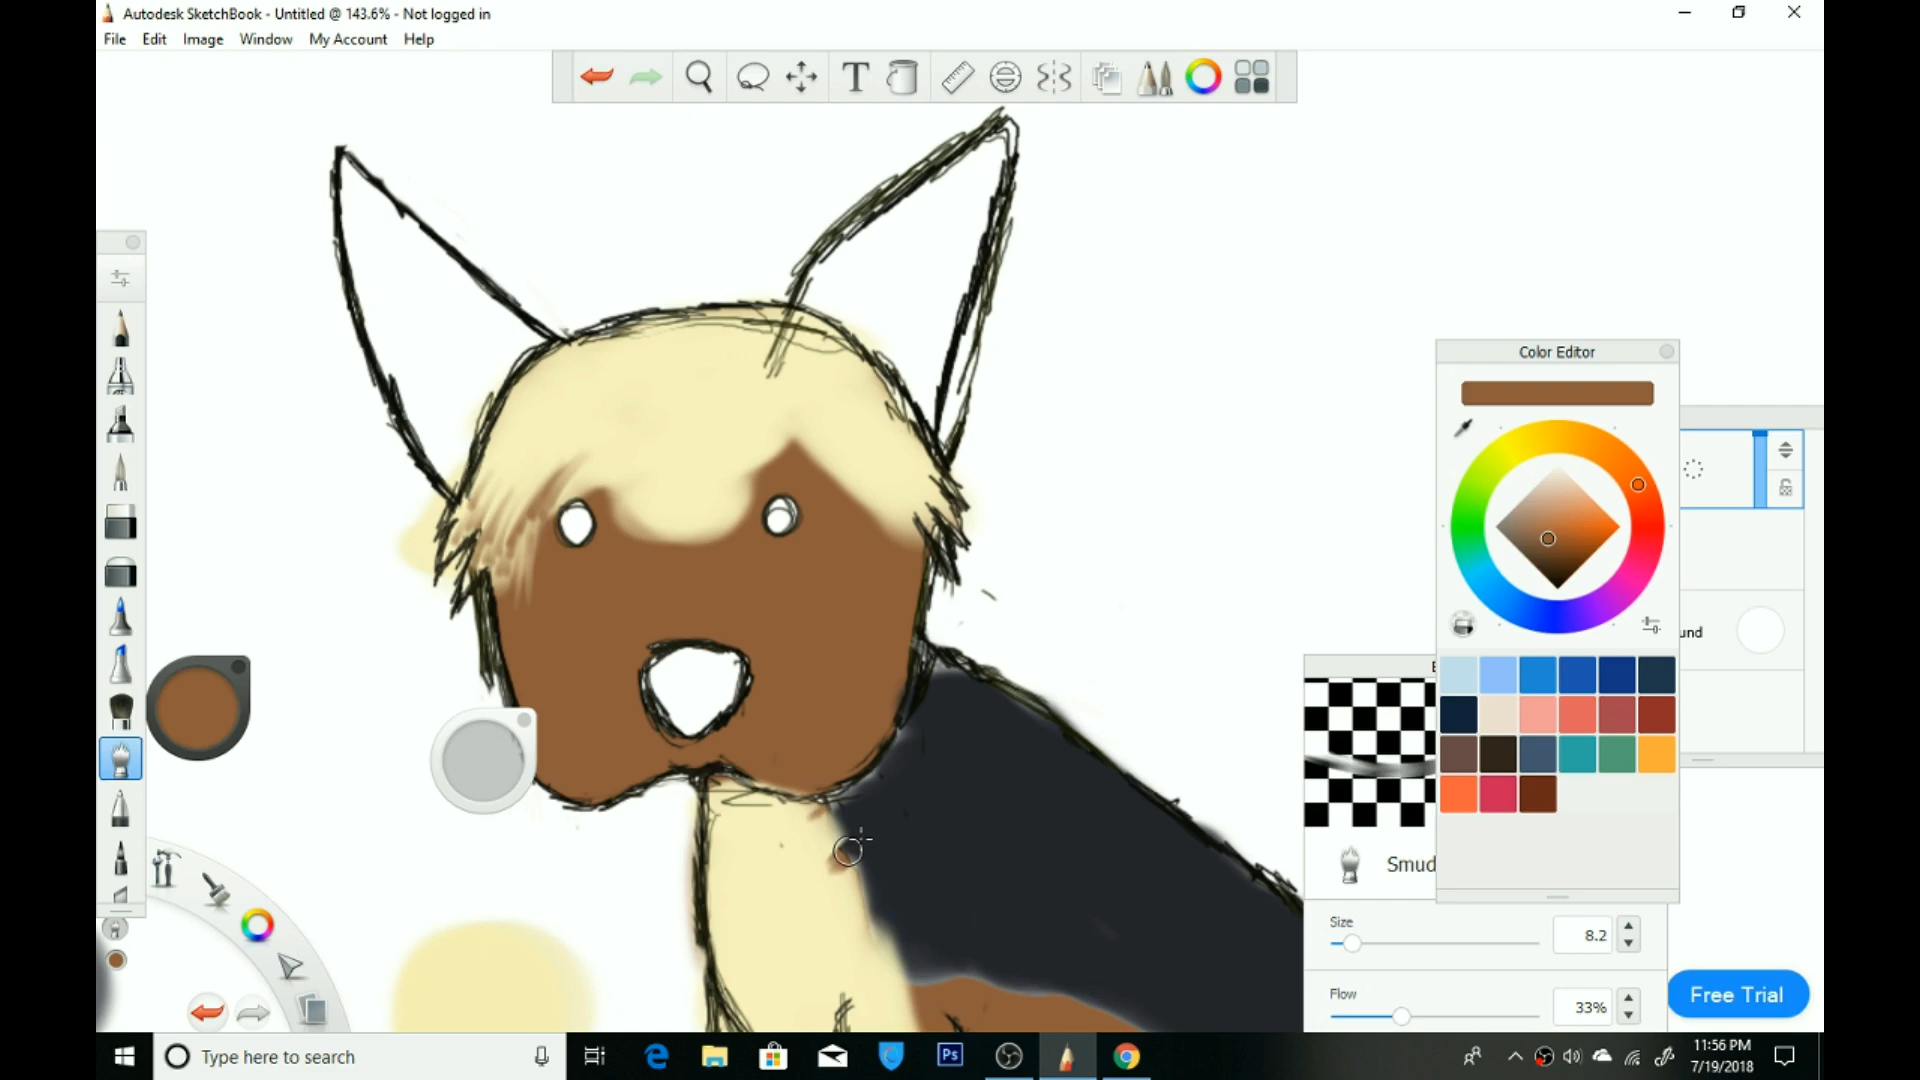 Autodesk SketchBook - Untitled @ 143.6% - Not logged in
File Edit Image Window My Account Help
T
Color Editor
und
Smud
Size
8.2
Flow
33%
Free Trial
Type here to search
Ps
11:56 PM
7/19/2018